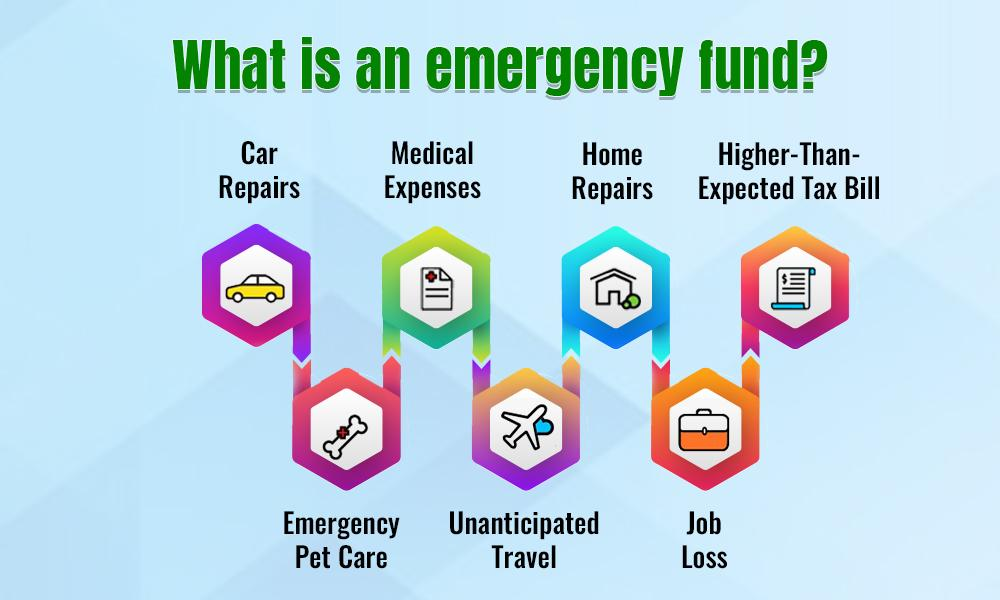 What is an emergency fund?
Car
Repairs
Medical
Expenses
Home
Repairs
Higher-Than-
Expected Tax Bill
$
Emergency
Pet Care
Unanticipated
Travel
Job
Loss